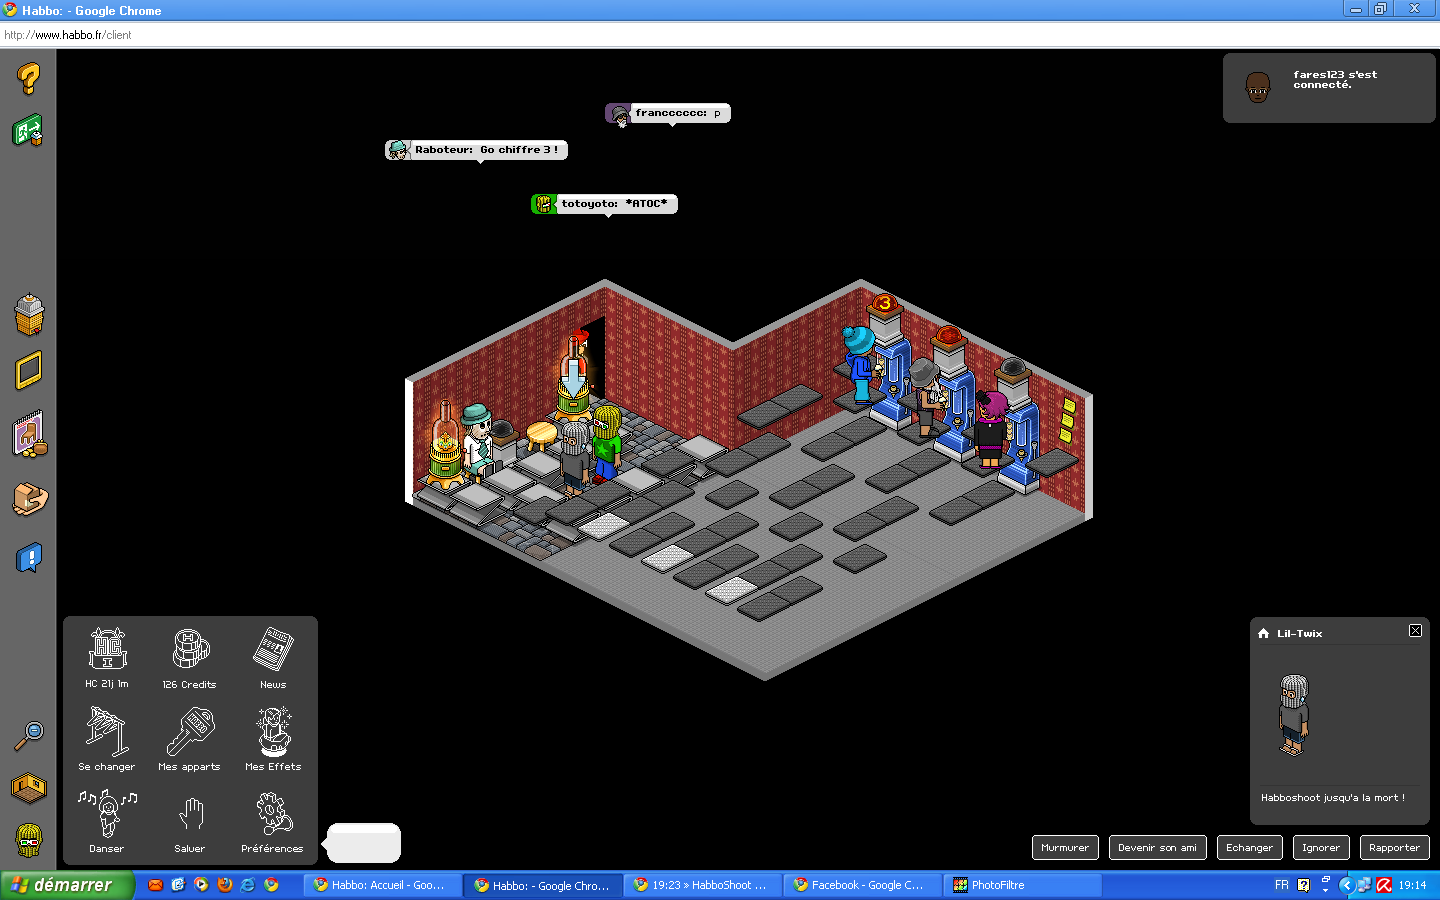 Habbo: - Google Chrome
http://www.habbo.fr/client
fares123 s'est
connecté.
francccccc: p
Raboteur: Go chiffre 3 !
totoyoto: *ATOC*
3
HC 21j 1m
126 Credits
News
Se changer
Mes apparts
Mes Effets
Danser
Saluer
Préférences
Lil-Twix
Habboshoot jusqu'a la mort !
Murmurer
Devenir son ami
Echanger
Ignorer
Rapporter
démarrer
Habbo: Accueil - Goo...
Habbo: - Google Chro...
19:23 » HabboShoot ...
Facebook - Google C...
PhotoFiltre
FR
19:14